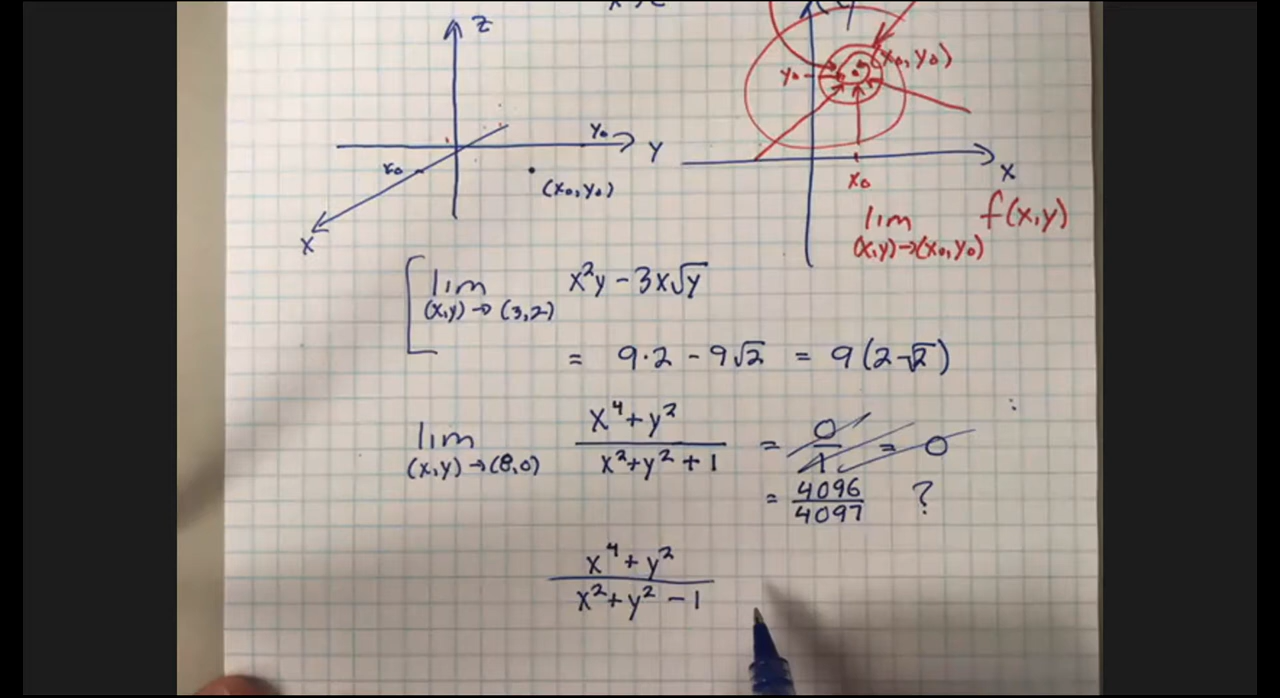 z
y₀
Y
x₀
(x₀,y₀)
X
y₀
(x₀,y₀)
X
x₀
lim f(x,y)
(x,y)→(x₀,y₀)
lim x²y - 3x√y
(x,y)→(3,2)
= 9·2 - 9√2 = 9(2-√2)
lim (x⁴+y²)/(x²+y²+1) = 0/1 = 0
(x,y)→(8,0)
= 4096/4097 ?
(x⁴+y²)/(x²+y²-1)